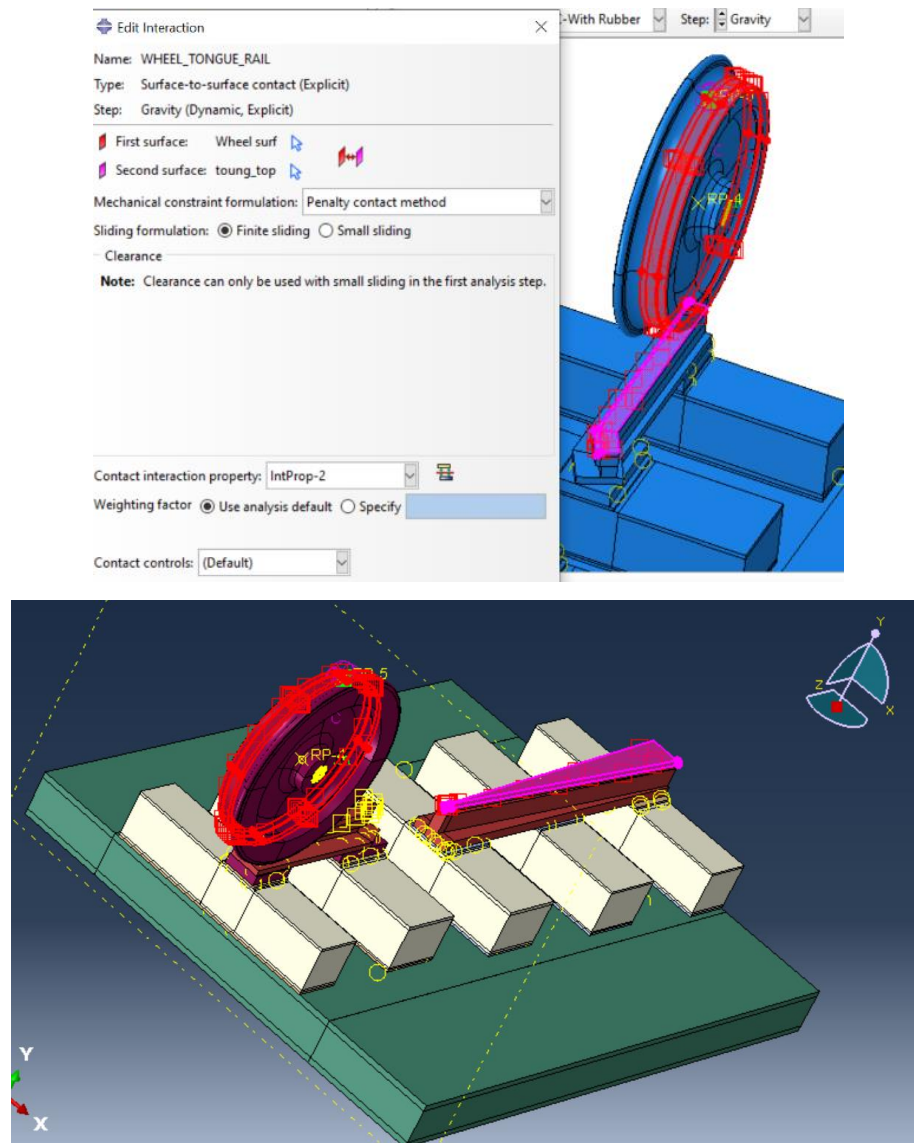 Edit Interaction
Name: WHEEL_TONGUE_RAIL
Type: Surface-to-surface contact (Explicit)
Step: Gravity (Dynamic, Explicit)
First surface: Wheel surf
Second surface: toung_top
Mechanical constraint formulation: Penalty contact method
Sliding formulation: Finite sliding Small sliding
Clearance
Note: Clearance can only be used with small sliding in the first analysis step.
Contact interaction property: IntProp-2
Weighting factor Use analysis default Specify
Contact controls: (Default)
-With Rubber Step: Gravity
RP-4
RP-4
Y
Z
X
Y
X